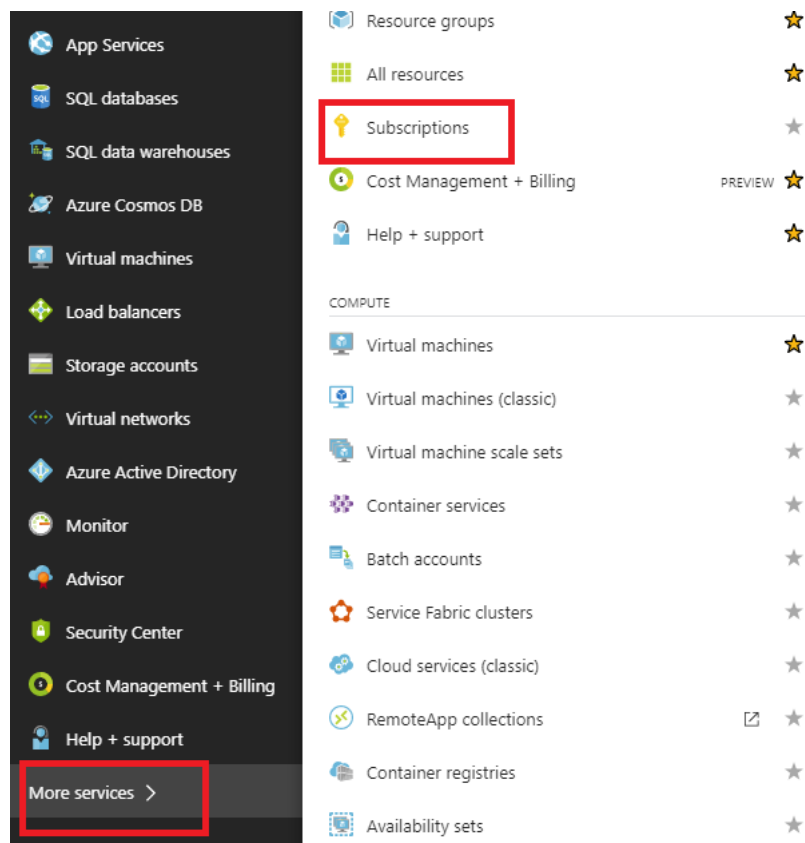 App Services
SQL databases
SQL data warehouses
Azure Cosmos DB
Virtual machines
Load balancers
Storage accounts
Virtual networks
Azure Active Directory
Monitor
Advisor
Security Center
Cost Management + Billing
Help + support
More services >
Resource groups
All resources
Subscriptions
Cost Management + Billing PREVIEW
Help + support
COMPUTE
Virtual machines
Virtual machines (classic)
Virtual machine scale sets
Container services
Batch accounts
Service Fabric clusters
Cloud services (classic)
RemoteApp collections
Container registries
Availability sets